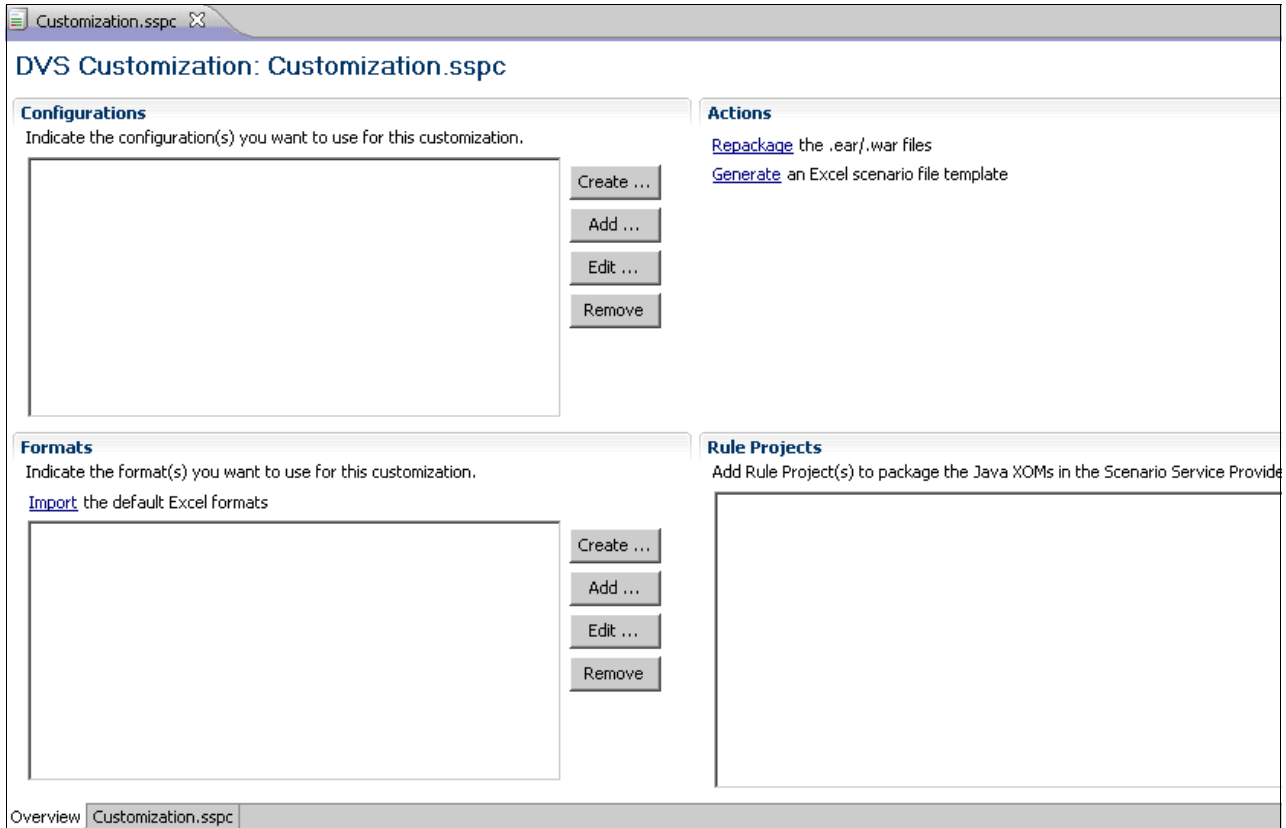 Customization.sspc
DVS Customization: Customization.sspc
Configurations
Indicate the configuration(s) you want to use for this customization.
Create ...
Add ...
Edit ...
Remove
Actions
Repackage the .ear/.war files
Generate an Excel scenario file template
Formats
Indicate the format(s) you want to use for this customization.
Import the default Excel formats
Create ...
Add ...
Edit ...
Remove
Rule Projects
Add Rule Project(s) to package the Java XOMs in the Scenario Service Provide
Overview
Customization.sspc